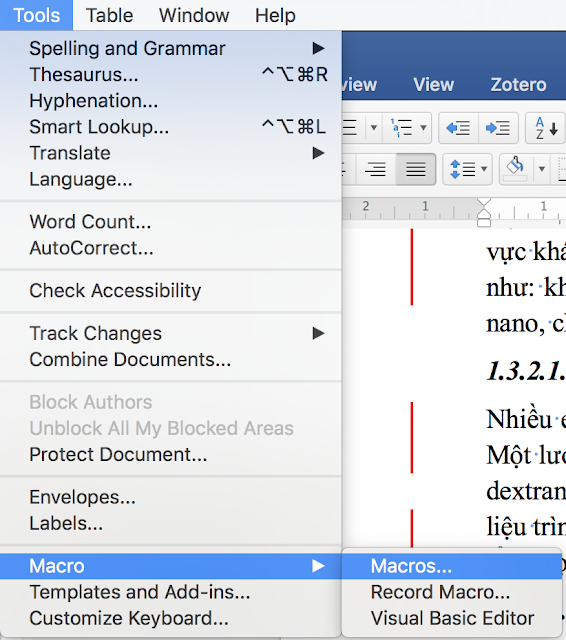 Tools Table Window Help
Spelling and Grammar
Thesaurus... ^⌥⌘R
Hyphenation...
Smart Lookup... ^⌥⌘L
Translate
Language...
Word Count...
AutoCorrect...
Check Accessibility
Track Changes
Combine Documents...
Block Authors
Unblock All My Blocked Areas
Protect Document...
Envelopes...
Labels...
Macro
Templates and Add-ins...
Customize Keyboard...
Macros...
Record Macro...
Visual Basic Editor
view View Zotero
A
Z
2 1 1
vực khá
như: kh
nano, c
1.3.2.1.
Nhiều
Một lư
dextran
liệu trìn